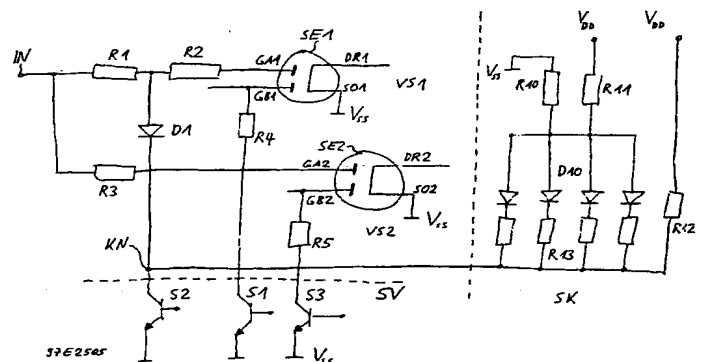 IN
R1
R2
SE1
GA1
DR1
GB1
SO1
VS1
Vss
D1
R4
R3
SE2
GA2
DR2
GB2
SO2
VS2
Vss
R5
KN
S2
S1
S3
SV
Vss
97E2505
VDD
VDD
Vss
R10
R11
D10
R13
R12
SK